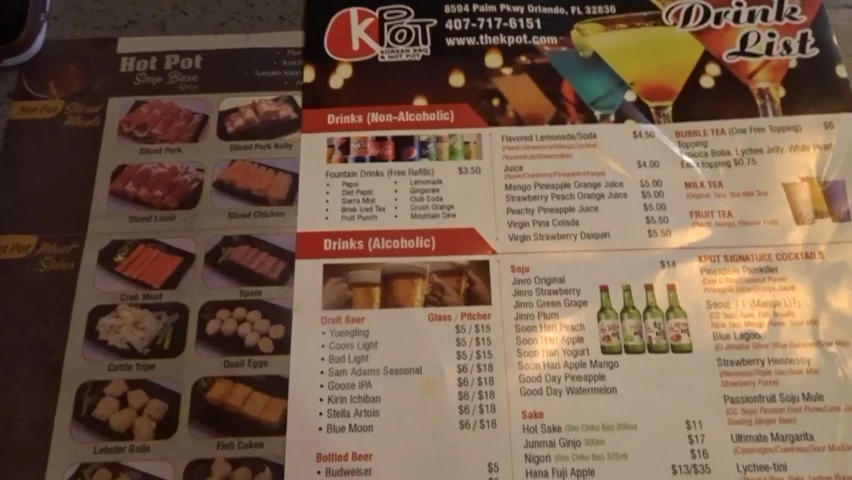 8594 Palm Pkwy Orlando, FL 32836
407-717-6151
www.thekpot.com
KPOT
KOREAN BBQ
& HOT POT
Drink
List
Hot Pot
Soup Base
Hot Pot Sliced
Meats
Sliced Pork
Sliced Pork Belly
Sliced Lamb
Sliced Chicken
Crab Meat
Spam
Cattle Tripe
Quail Eggs
Lobster Balls
Fish Cakes
Drinks (Non-Alcoholic)
Fountain Drinks (Free Refills) $3.50
• Pepsi
• Diet Pepsi
• Sierra Mist
• Brisk Iced Tea
• Fruit Punch
• Lemonade
• Gingerale
• Club Soda
• Crush Orange
• Mountain Dew
Flavored Lemonade/Soda $4.50
Juice $4.00
Mango Pineapple Orange Juice $5.00
Strawberry Peach Orange Juice $5.00
Peachy Pineapple Juice $5.00
Virgin Pina Colada $5.50
Virgin Strawberry Daiquiri $5.50
BUBBLE TEA (One Free Topping) $6
Topping:
Tapioca Boba, Lychee Jelly, White Pearl
Extra topping $0.75
MILK TEA
FRUIT TEA
Drinks (Alcoholic)
Draft Beer Glass / Pitcher
• Yuengling $5 / $15
• Coors Light $5 / $15
• Bud Light $5 / $15
• Sam Adams Seasonal $6 / $18
• Goose IPA $6 / $18
• Kirin Ichiban $6 / $18
• Stella Artois $6 / $18
• Blue Moon $6 / $18
Bottled Beer
• Budweiser $5
Soju $14
Jinro Original
Jinro Strawberry
Jinro Green Grape
Jinro Plum
Soon Hari Peach
Soon Hari Apple
Soon Hari Yogurt
Soon Hari Apple Mango
Good Day Pineapple
Good Day Watermelon
Sake
Hot Sake (Sho Chiku Bai) $11
Junmai Ginjo 300ml $17
Nigori (Sho Chiku Bai) 375ml $16
Hana Fuji Apple $13/$35
KPOT SIGNATURE COCKTAILS
Pineapple Painkiller
Blue Lagoon
Strawberry Hennessy
Passionfruit Soju Mule
Ultimate Margarita
Lychee-tini